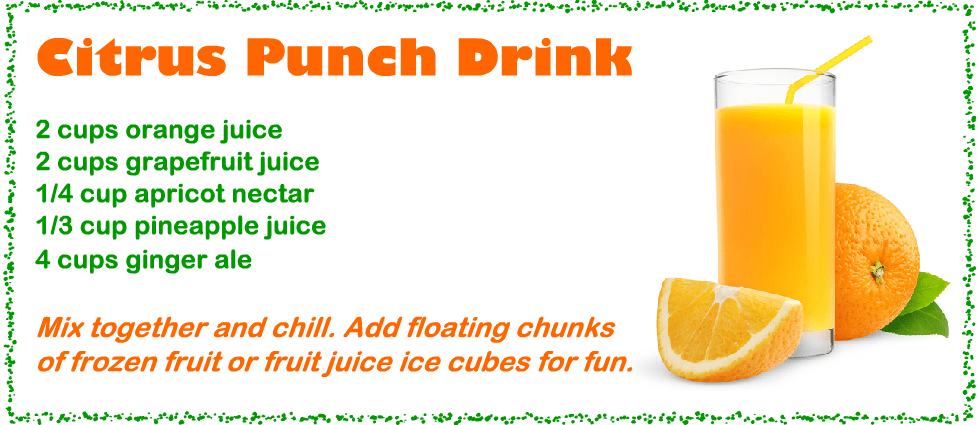 Citrus Punch Drink
2 cups orange juice
2 cups grapefruit juice
1/4 cup apricot nectar
1/3 cup pineapple juice
4 cups ginger ale
Mix together and chill. Add floating chunks
of frozen fruit or fruit juice ice cubes for fun.